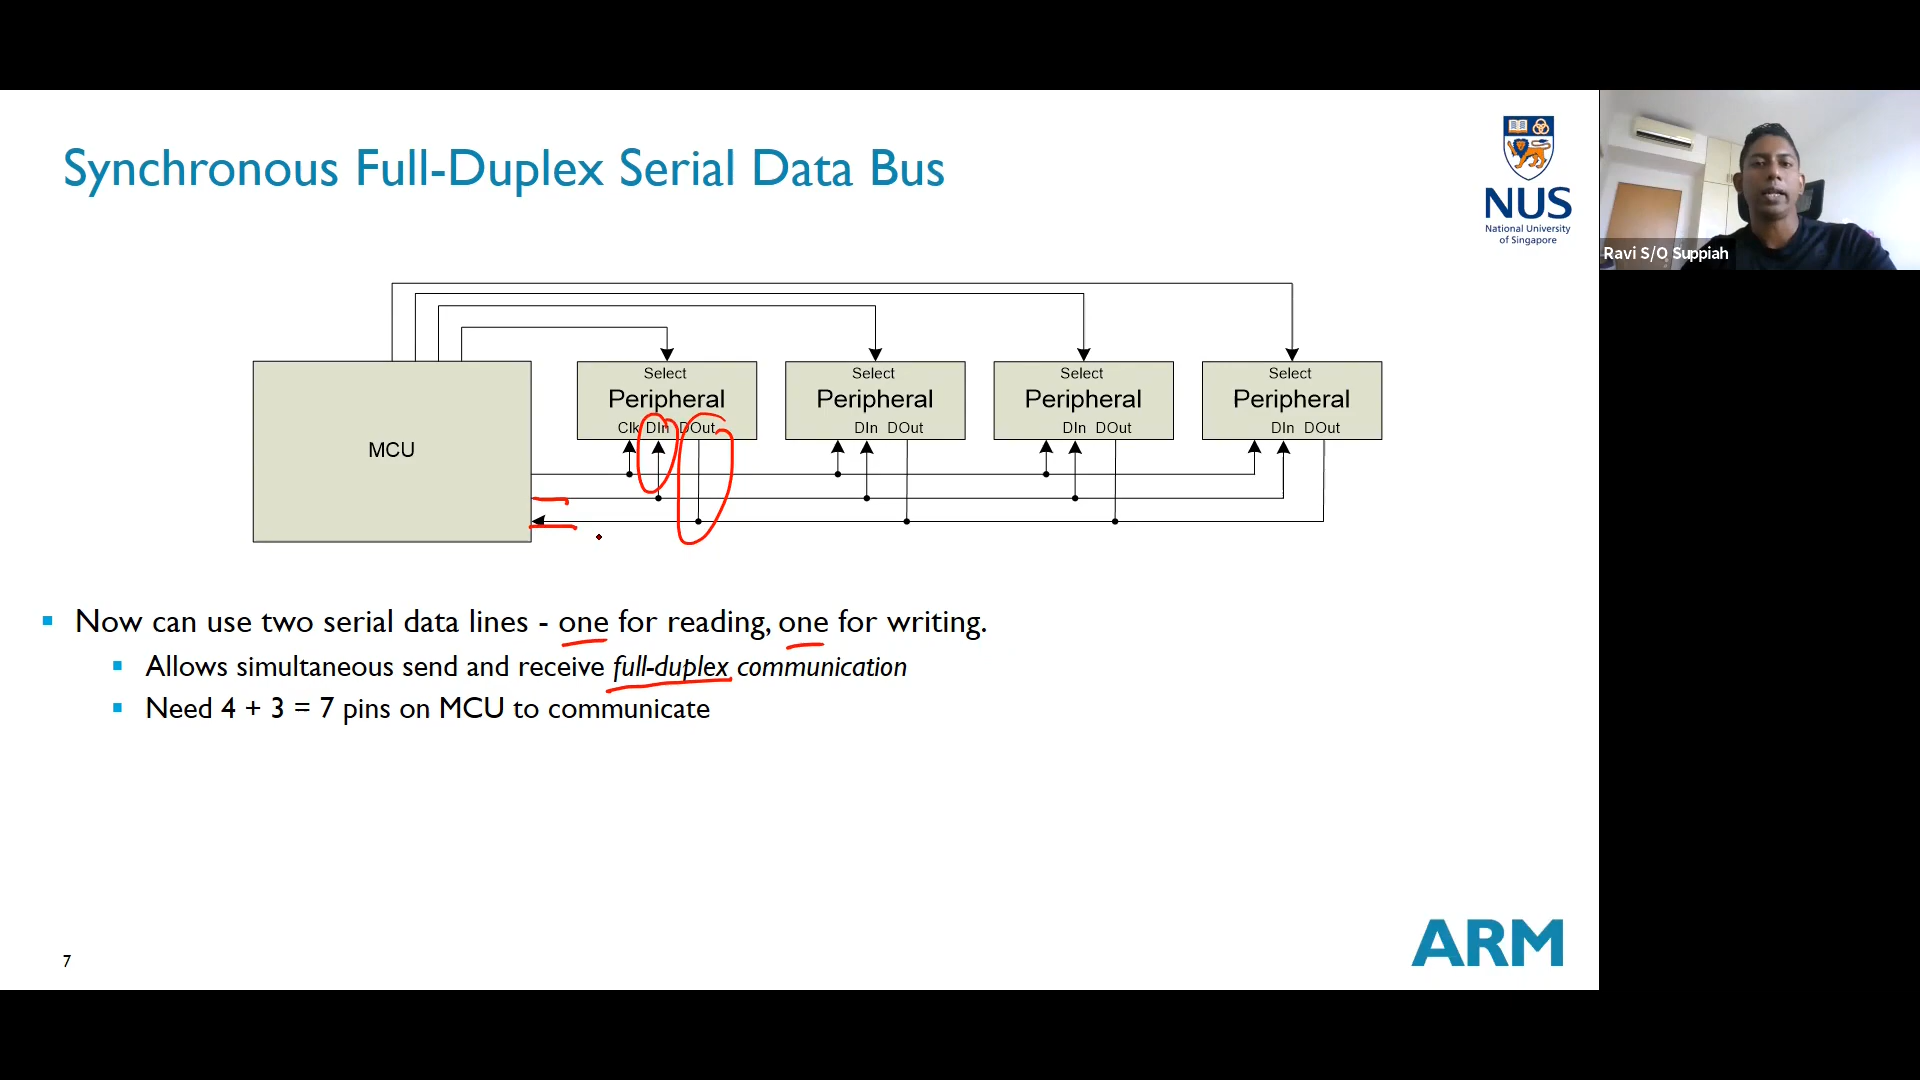 Synchronous Full-Duplex Serial Data Bus
NUS
National University
of Singapore
Ravi S/O Suppiah
Select
Peripheral
Clk DIn DOut
Select
Peripheral
DIn DOut
Select
Peripheral
DIn DOut
Select
Peripheral
DIn DOut
MCU
Now can use two serial data lines - one for reading, one for writing.
Allows simultaneous send and receive full-duplex communication
Need 4 + 3 = 7 pins on MCU to communicate
7
ARM